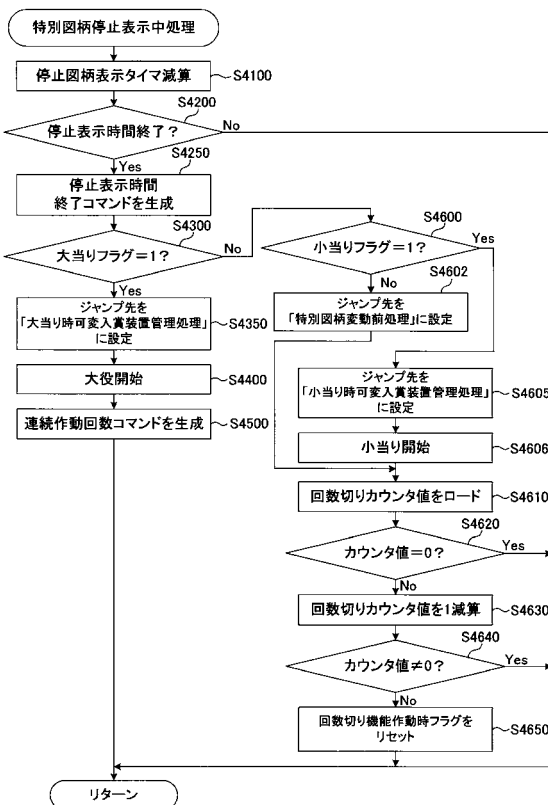 特別図柄停止表示中処理
停止図柄表示タイマ減算
S4100
S4200
停止表示時間終了？
No
Yes
S4250
停止表示時間
終了コマンドを生成
S4300
大当りフラグ＝1？
No
Yes
ジャンプ先を
「大当り時可変入賞装置管理処理」
に設定
S4350
大役開始
S4400
連続作動回数コマンドを生成
S4500
S4600
小当りフラグ＝1？
Yes
No
S4602
ジャンプ先を
「特別図柄変動前処理」に設定
ジャンプ先を
「小当り時可変入賞装置管理処理」
に設定
S4605
小当り開始
S4606
回数切りカウンタ値をロード
S4610
S4620
カウンタ値＝0？
Yes
No
回数切りカウンタ値を1減算
S4630
S4640
カウンタ値≠0？
Yes
No
回数切り機能作動時フラグを
リセット
S4650
リターン